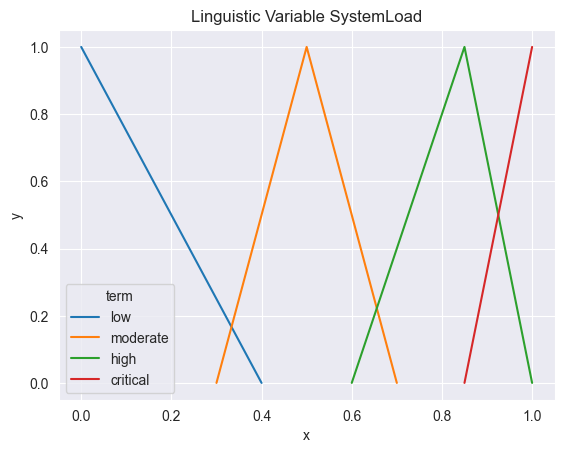 Linguistic Variable SystemLoad
1.0
0.8
0.6
0.4
0.2
0.0
y
term
low
moderate
high
critical
0.0 0.2 0.4 0.6 0.8 1.0
x